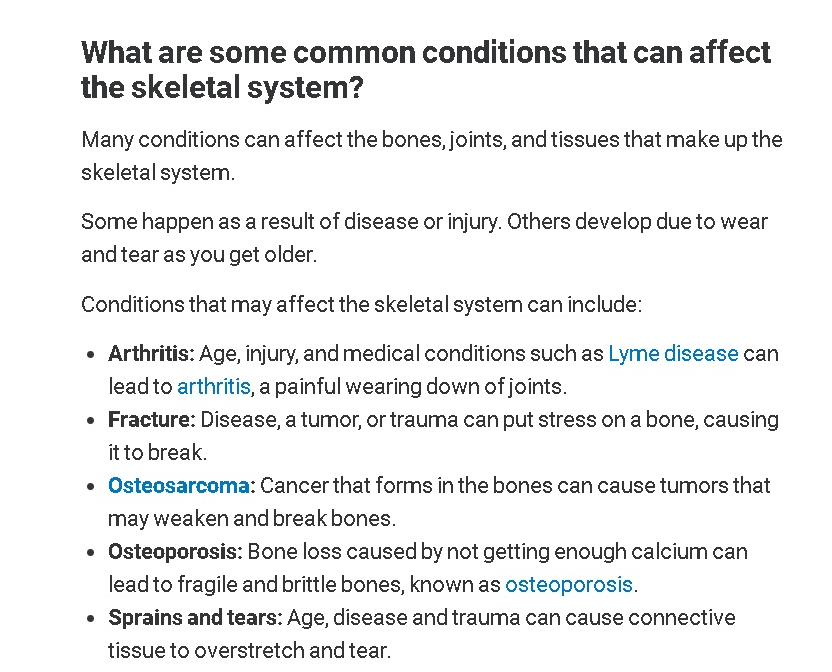 What are some common conditions that can affect
the skeletal system?
Many conditions can affect the bones, joints, and tissues that make up the
skeletal system.
Some happen as a result of disease or injury. Others develop due to wear
and tear as you get older.
Conditions that may affect the skeletal system can include:
• Arthritis: Age, injury, and medical conditions such as Lyme disease can
lead to arthritis, a painful wearing down of joints.
• Fracture: Disease, a tumor, or trauma can put stress on a bone, causing
it to break.
• Osteosarcoma: Cancer that forms in the bones can cause tumors that
may weaken and break bones.
• Osteoporosis: Bone loss caused by not getting enough calcium can
lead to fragile and brittle bones, known as osteoporosis.
• Sprains and tears: Age, disease and trauma can cause connective
tissue to overstretch and tear.